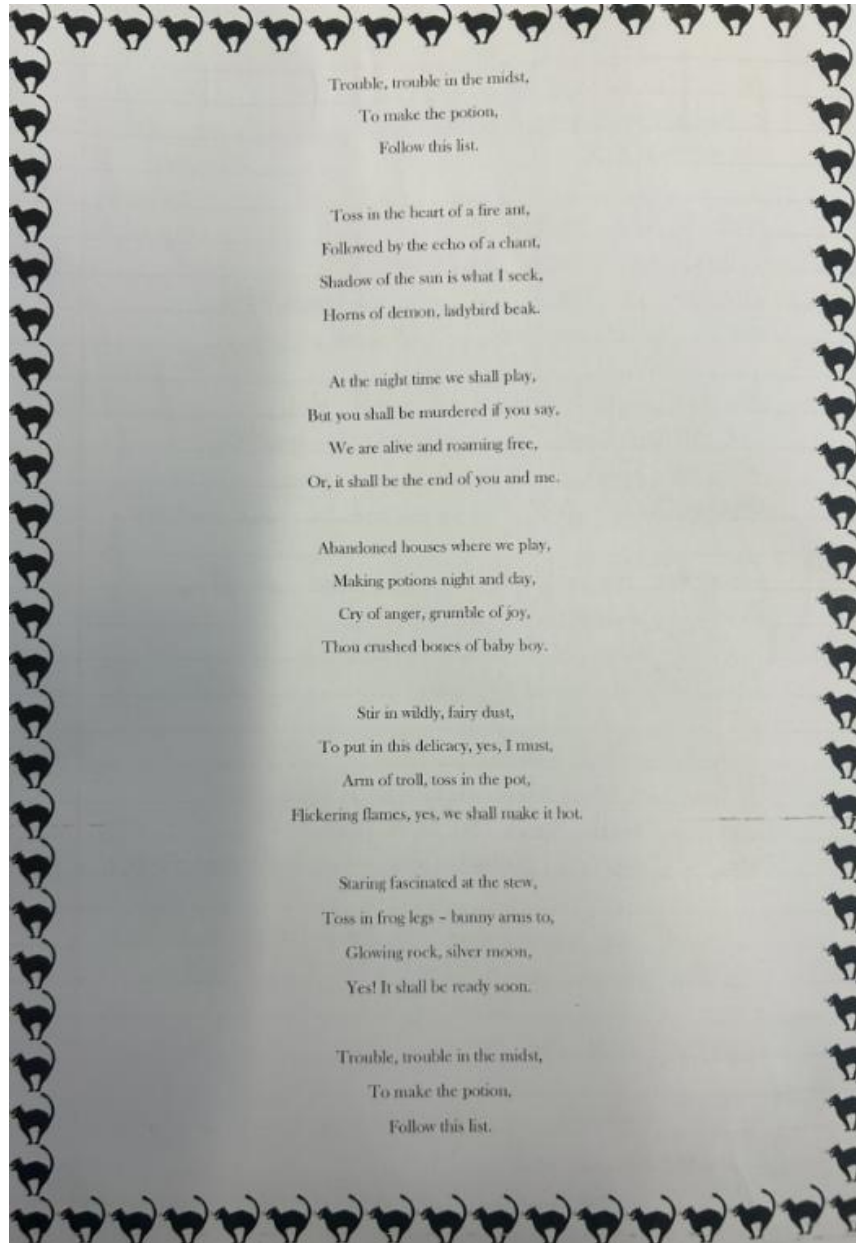 Trouble, trouble in the midst,
To make the potion,
Follow this list.
Toss in the heart of a fire ant,
Followed by the echo of a chant,
Shadow of the sun is what I seek,
Horns of demon, ladybird beak.
At the night time we shall play,
But you shall be murdered if you say,
We are alive and roaming free,
Or, it shall be the end of you and me.
Abandoned houses where we play,
Making potions night and day,
Cry of anger, grumble of joy,
Thou crushed bones of baby boy.
Stir in wildly, fairy dust,
To put in this delicacy, yes, I must,
Arm of troll, toss in the pot,
Flickering flames, yes, we shall make it hot.
Staring fascinated at the stew,
Toss in frog legs – bunny arms to,
Glowing rock, silver moon,
Yes! It shall be ready soon.
Trouble, trouble in the midst,
To make the potion,
Follow this list.